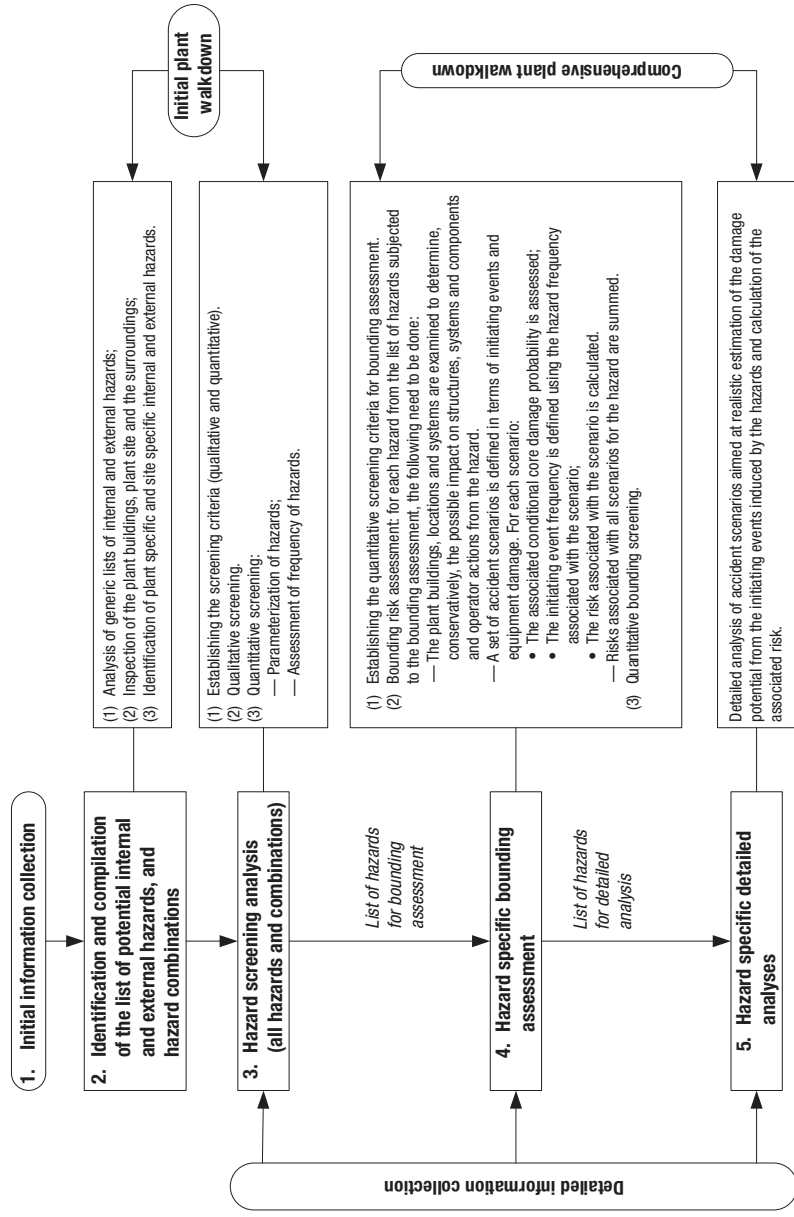 1. Initial information collection
2. Identification and compilation
of the list of potential internal
and external hazards, and
hazard combinations
(1) Analysis of generic lists of internal and external hazards;
(2) Inspection of the plant buildings, plant site and the surroundings;
(3) Identification of plant specific and site specific internal and external hazards.
Initial plant
walkdown
3. Hazard screening analysis
(all hazards and combinations)
(1) Establishing the screening criteria (qualitative and quantitative).
(2) Qualitative screening.
(3) Quantitative screening:
— Parameterization of hazards;
— Assessment of frequency of hazards.
List of hazards
for bounding
assessment
4. Hazard specific bounding
assessment
(1) Establishing the quantitative screening criteria for bounding assessment.
(2) Bounding risk assessment: for each hazard from the list of hazards subjected
to the bounding assessment, the following need to be done:
— The plant buildings, locations and systems are examined to determine,
conservatively, the possible impact on structures, systems and components
and operator actions from the hazard.
— A set of accident scenarios is defined in terms of initiating events and
equipment damage. For each scenario:
• The associated conditional core damage probability is assessed;
• The initiating event frequency is defined using the hazard frequency
associated with the scenario;
• The risk associated with the scenario is calculated.
— Risks associated with all scenarios for the hazard are summed.
(3) Quantitative bounding screening.
Comprehensive plant walkdown
List of hazards
for detailed
analysis
5. Hazard specific detailed
analyses
Detailed analysis of accident scenarios aimed at realistic estimation of the damage
potential from the initiating events induced by the hazards and calculation of the
associated risk.
Detailed information collection